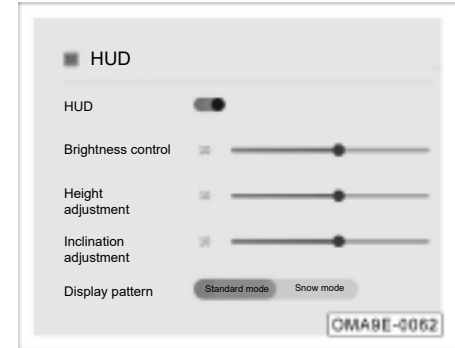 HUD
HUD
Brightness control
Height
adjustment
Inclination
adjustment
Display pattern
Standard mode
Snow mode
OMA9E-0062